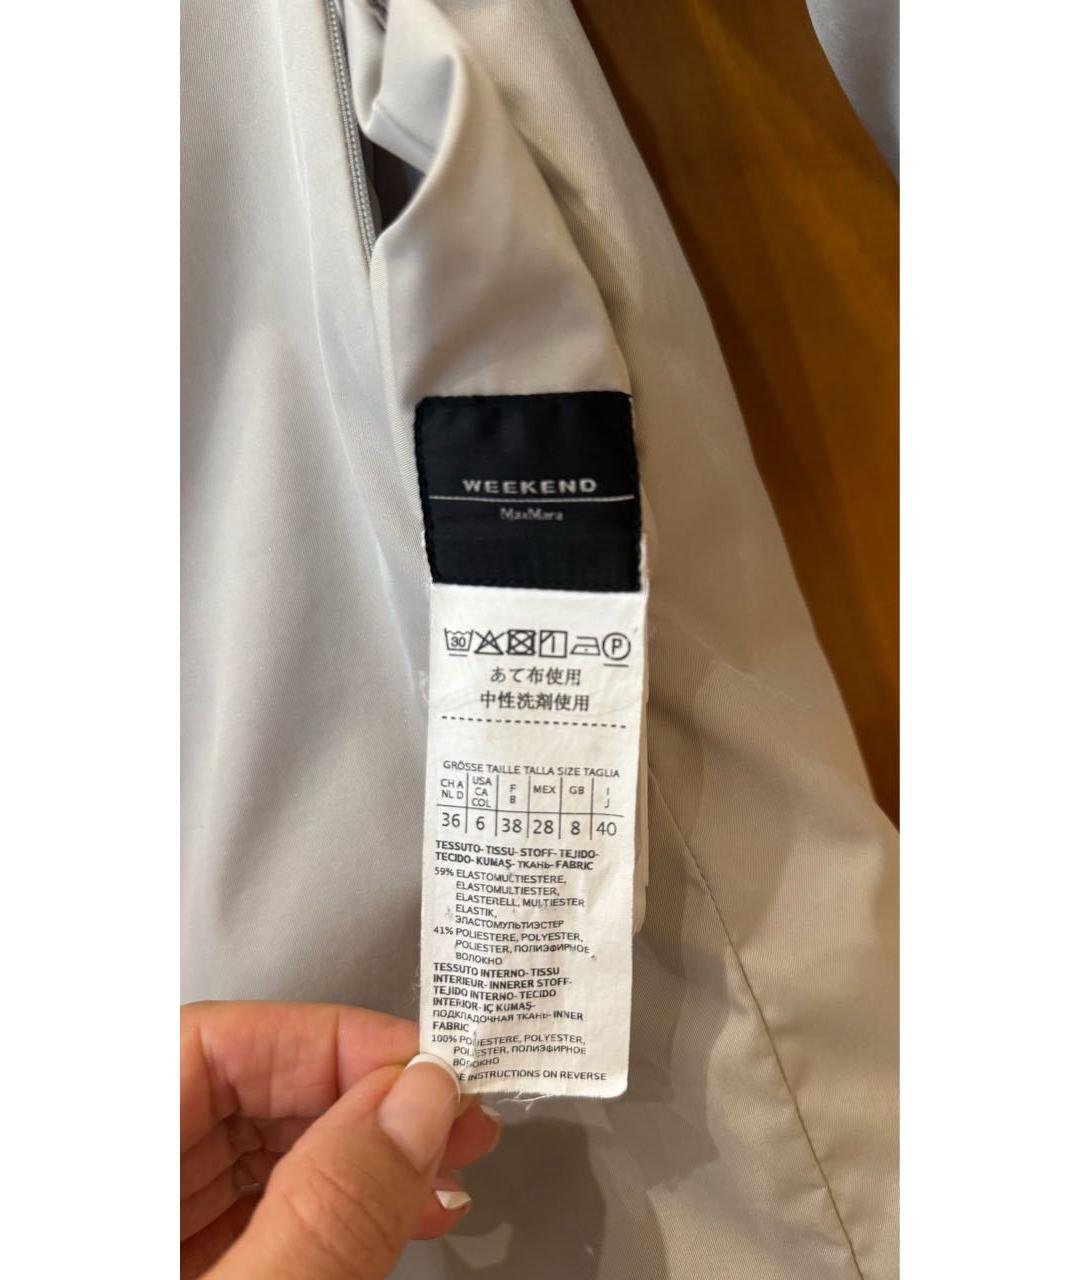 WEEKEND
MaxMara
30 P
あて布使用
中性洗剤使用
GRÖSSE TAILLE TALLA SIZE TAGLIA
CH A NL D USA CA COL F B MEX GB I J
36 6 38 28 8 40
TESSUTO- TISSU- STOFF- TEJIDO-
TECIDO- KUMAŞ- ТКАНЬ- FABRIC
59% ELASTOMULTIESTERE,
ELASTOMULTIESTER,
ELASTERELL, MULTIESTER
ELASTIK,
ЭЛАСТОМУЛЬТИЭСТЕР
41% POLIESTERE, POLYESTER,
POLIESTER, ПОЛИЭФИРНОЕ
ВОЛОКНО
TESSUTO INTERNO- TISSU
INTERIEUR- INNERER STOFF-
TEJIDO INTERNO- TECIDO
INTERIOR- IÇ KUMAŞ-
ПОДКЛАДОЧНАЯ ТКАНЬ- INNER
FABRIC
100% POLIESTERE, POLYESTER,
POLIESTER, ПОЛИЭФИРНОЕ
ВОЛОКНО
INSTRUCTIONS ON REVERSE